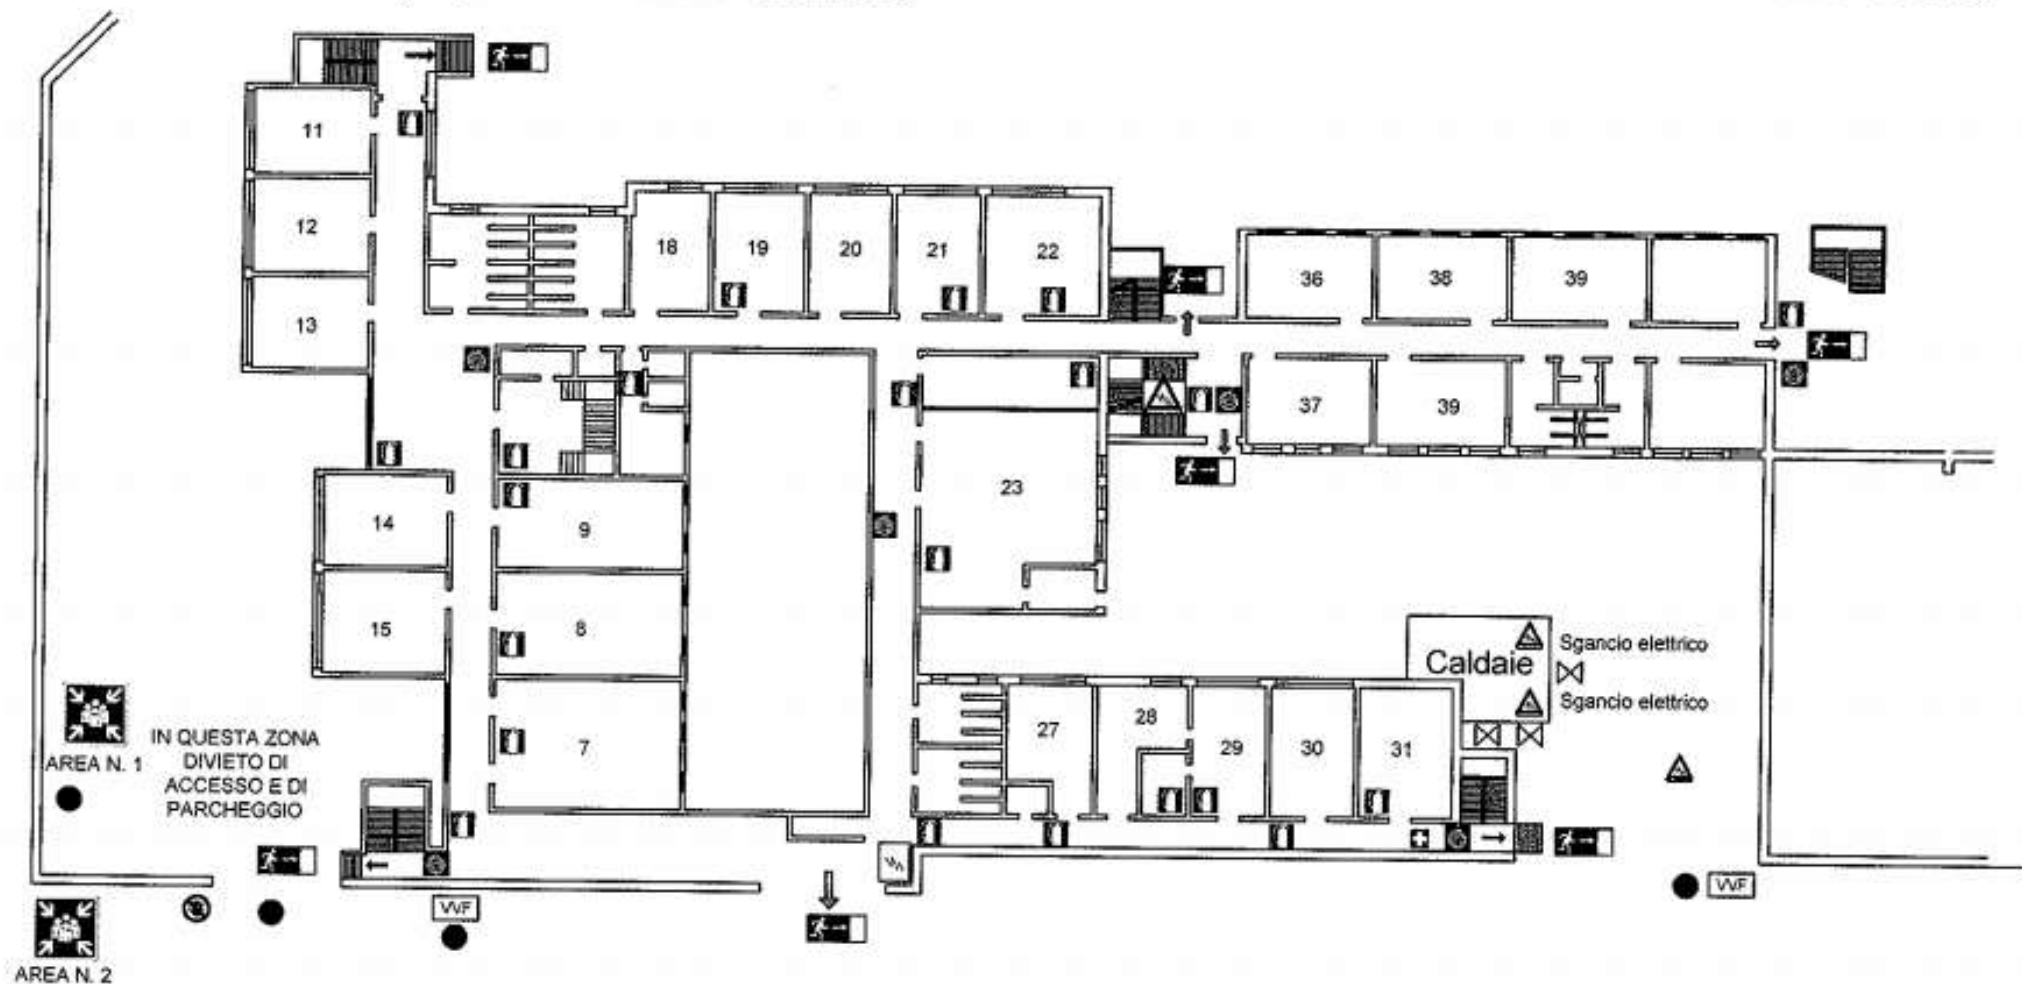 11
12
13
18
19
20
21
22
36
38
39
37
39
14
15
9
8
7
23
27
28
29
30
31
Caldaie
Sgancio elettrico
Sgancio elettrico
AREA N. 1
IN QUESTA ZONA
DIVIETO DI
ACCESSO E DI
PARCHEGGIO
VVF
VVF
AREA N. 2